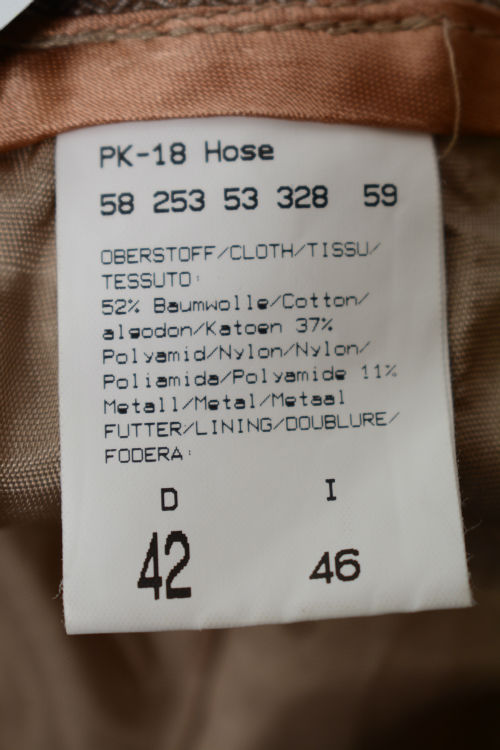 PK-18 Hose
58 253 53 328 59
OBERSTOFF/CLOTH/TISSU/
TESSUTO:
52% Baumwolle/Cotton/
algodon/Katoen 37%
Polyamid/Nylon/Nylon/
Poliamida/Polyamide 11%
Metall/Metal/Metaal
FUTTER/LINING/DOUBLURE/
FODERA:
D I
42 46